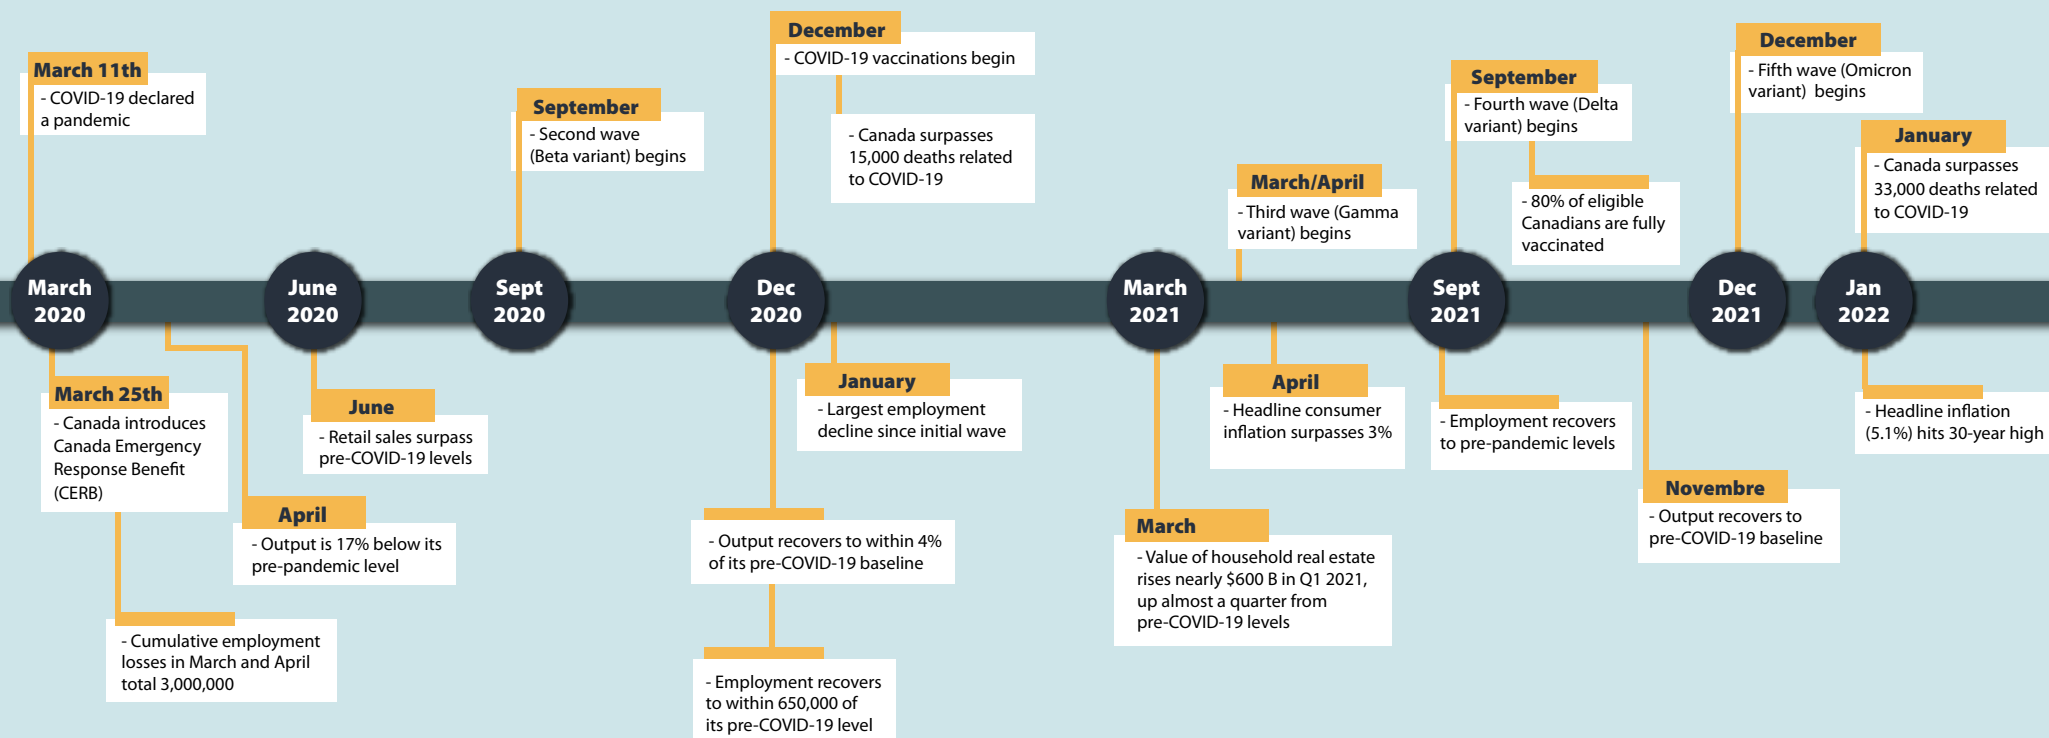 March 11th
- COVID-19 declared
a pandemic
September
- Second wave
(Beta variant) begins
December
- COVID-19 vaccinations begin
- Canada surpasses
15,000 deaths related
to COVID-19
March/April
- Third wave (Gamma
variant) begins
September
- Fourth wave (Delta
variant) begins
- 80% of eligible
Canadians are fully
vaccinated
December
- Fifth wave (Omicron
variant) begins
January
- Canada surpasses
33,000 deaths related
to COVID-19
March
2020
June
2020
Sept
2020
Dec
2020
March
2021
Sept
2021
Dec
2021
Jan
2022
March 25th
- Canada introduces
Canada Emergency
Response Benefit
(CERB)
- Cumulative employment
losses in March and April
total 3,000,000
April
- Output is 17% below its
pre-pandemic level
June
- Retail sales surpass
pre-COVID-19 levels
- Output recovers to within 4%
of its pre-COVID-19 baseline
- Employment recovers
to within 650,000 of
its pre-COVID-19 level
January
- Largest employment
decline since initial wave
March
- Value of household real estate
rises nearly $600 B in Q1 2021,
up almost a quarter from
pre-COVID-19 levels
April
- Headline consumer
inflation surpasses 3%
- Employment recovers
to pre-pandemic levels
Novembre
- Output recovers to
pre-COVID-19 baseline
- Headline inflation
(5.1%) hits 30-year high